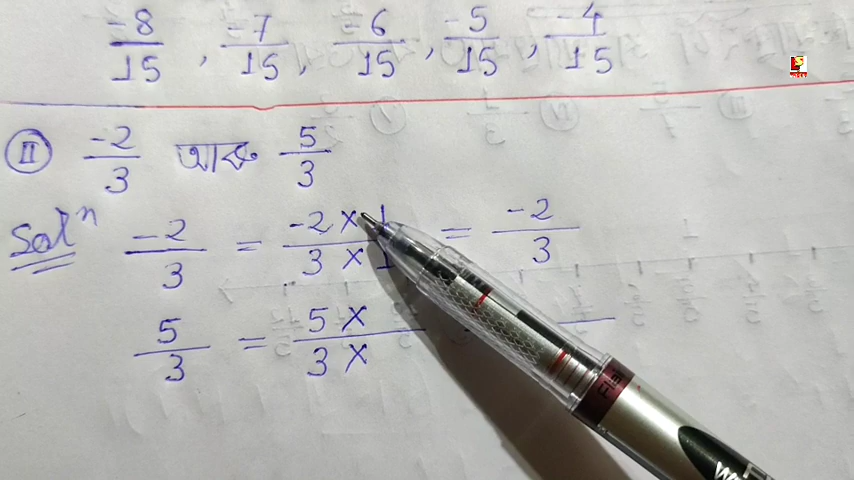 -8/15 , -7/15 , -6/15 , -5/15 , -4/15
II -2/3 আৰু 5/3
Solⁿ -2/3 = -2 × 1/3 × 1 = -2/3
5/3 = 5 ×/3 ×